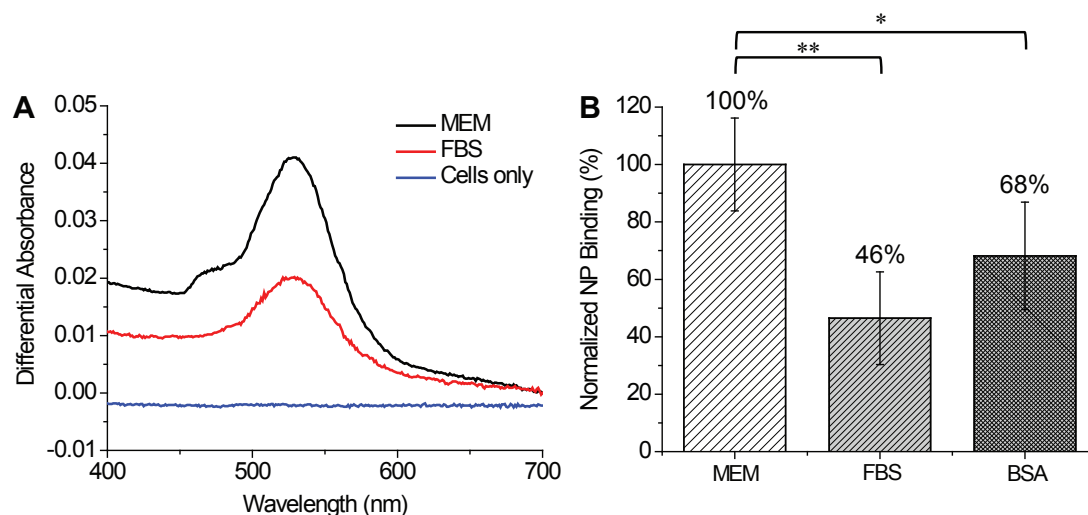 A
Differential Absorbance
0.05
0.04
0.03
0.02
0.01
0.00
-0.01
400 500 600 700
Wavelength (nm)
MEM
FBS
Cells only
B
Normalized NP Binding (%)
*
**
120
100
80
60
40
20
0
100%
46%
68%
MEM FBS BSA